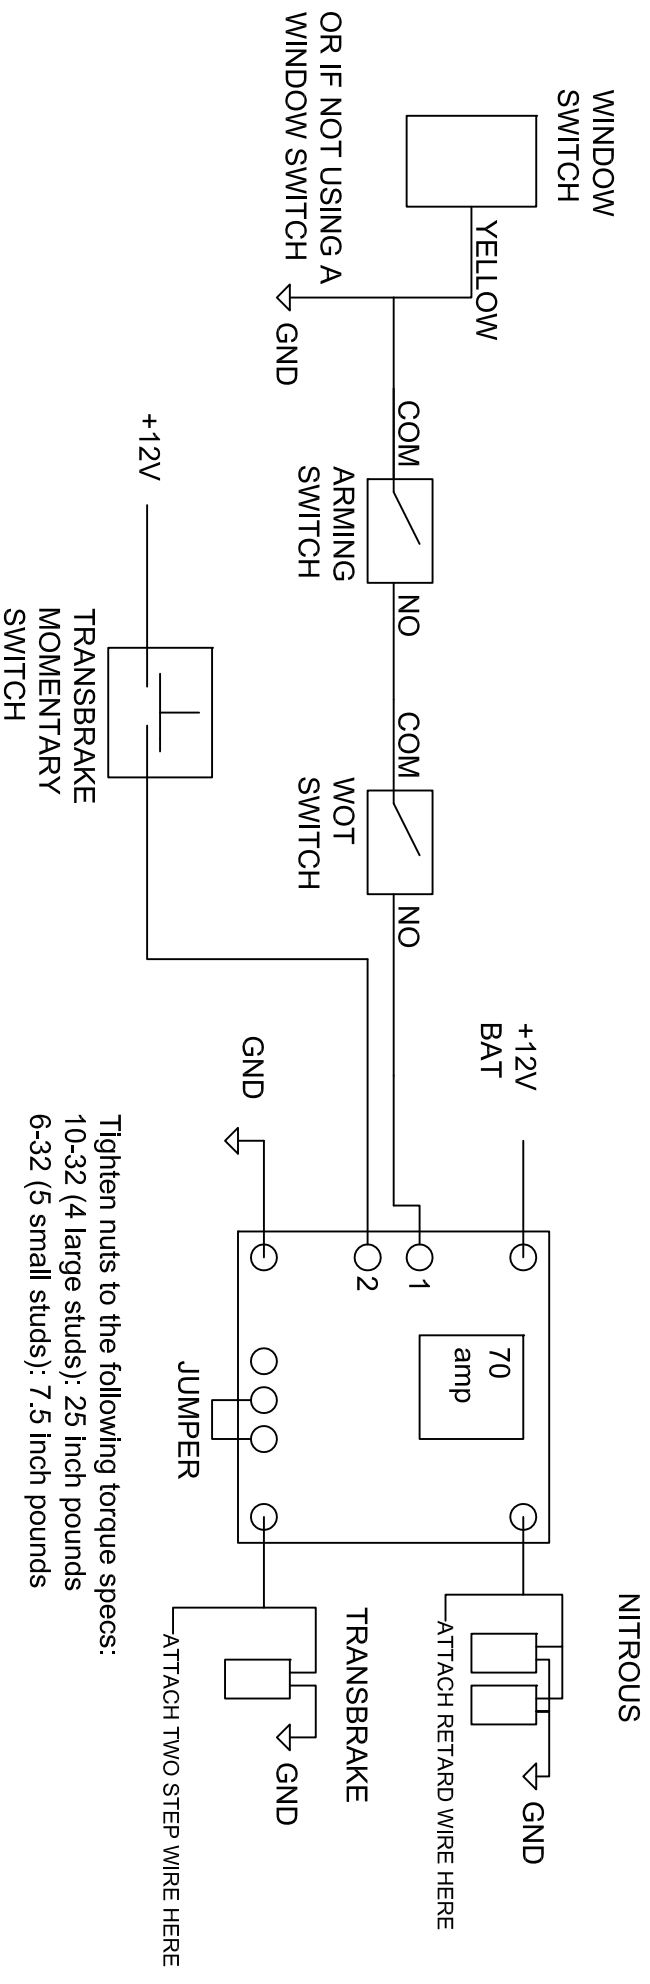 WINDOW
SWITCH
YELLOW
OR IF NOT USING A
WINDOW SWITCH
GND
COM
ARMING
SWITCH
NO
COM
WOT
SWITCH
NO
+12V
TRANSBRAKE
MOMENTARY
SWITCH
+12V
BAT
GND
1
2
70
amp
JUMPER
NITROUS
GND
ATTACH RETARD WIRE HERE
TRANSBRAKE
GND
ATTACH TWO STEP WIRE HERE
Tighten nuts to the following torque specs:
10-32 (4 large studs): 25 inch pounds
6-32 (5 small studs): 7.5 inch pounds